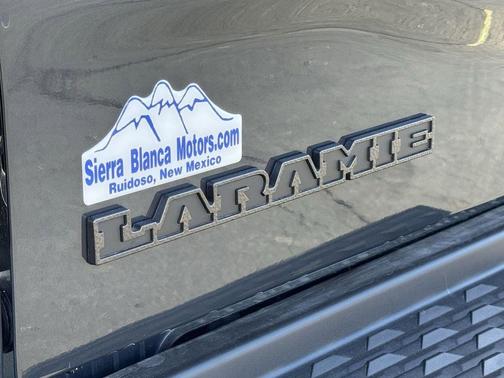 Sierra Blanca Motors.com
Ruidoso, New Mexico
LARAMIE